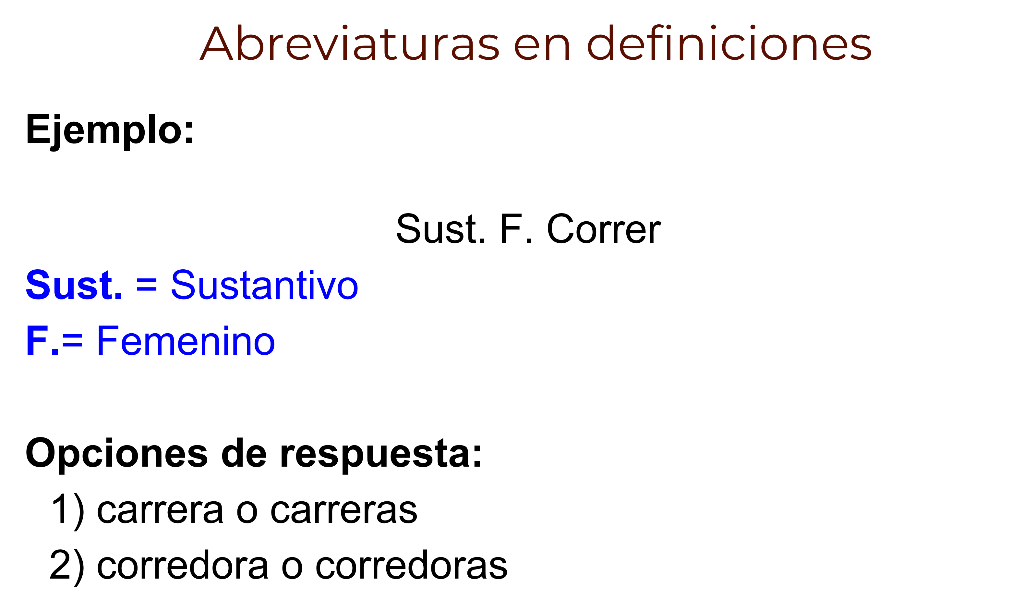 Abreviaturas en definiciones
Ejemplo:
Sust. F. Correr
Sust. = Sustantivo
F.= Femenino
Opciones de respuesta:
1) carrera o carreras
2) corredora o corredoras